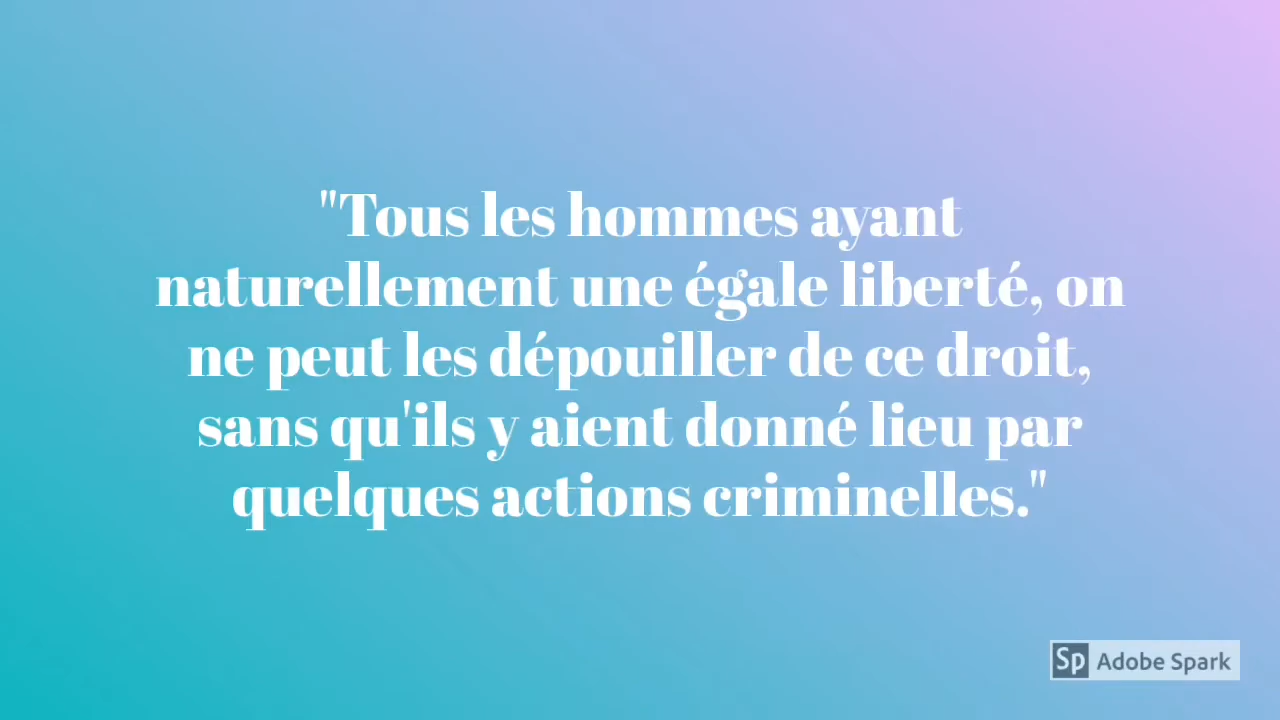 "Tous les hommes ayant
naturellement une égale liberté, on
ne peut les dépouiller de ce droit,
sans qu'ils y aient donné lieu par
quelques actions criminelles."
Sp Adobe Spark